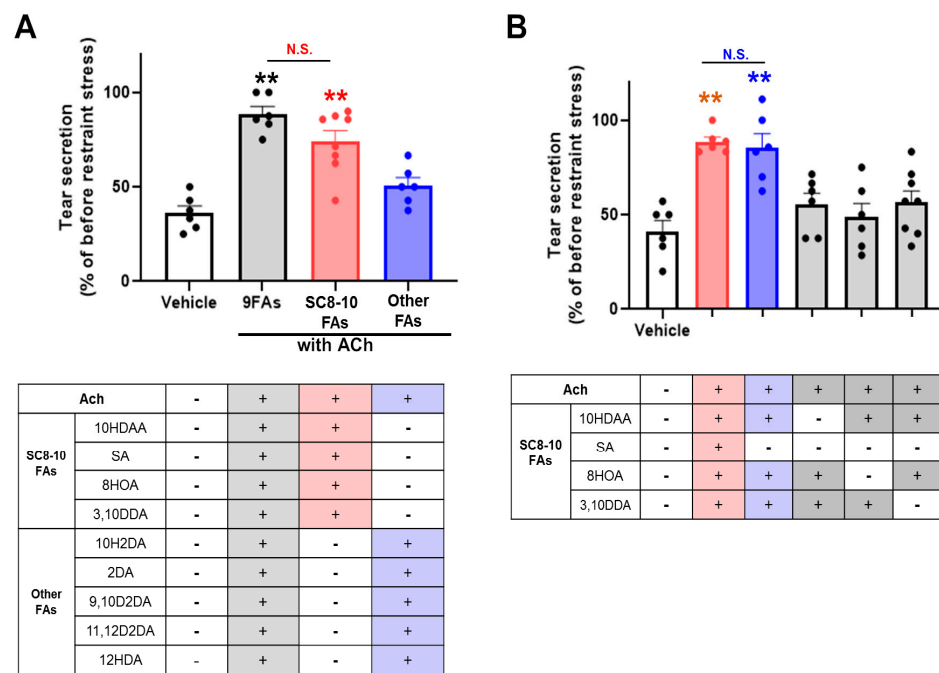 A
N.S.
**
**
Tear secretion
(% of before restraint stress)
100
50
0
Vehicle
9FAs
SC8-10
FAs
Other
FAs
with ACh
Ach - + + +
SC8-10
FAs
10HDAA - + + -
SA - + + -
8HOA - + + -
3,10DDA - + + -
Other
FAs
10H2DA - + - +
2DA - + - +
9,10D2DA - + - +
11,12D2DA - + - +
12HDA - + - +
B
N.S.
**
**
Tear secretion
(% of before restraint stress)
100
50
0
Vehicle
Ach - + + + + +
SC8-10
FAs
10HDAA - + + - + +
SA - + - - - -
8HOA - + + + - +
3,10DDA - + + + + -